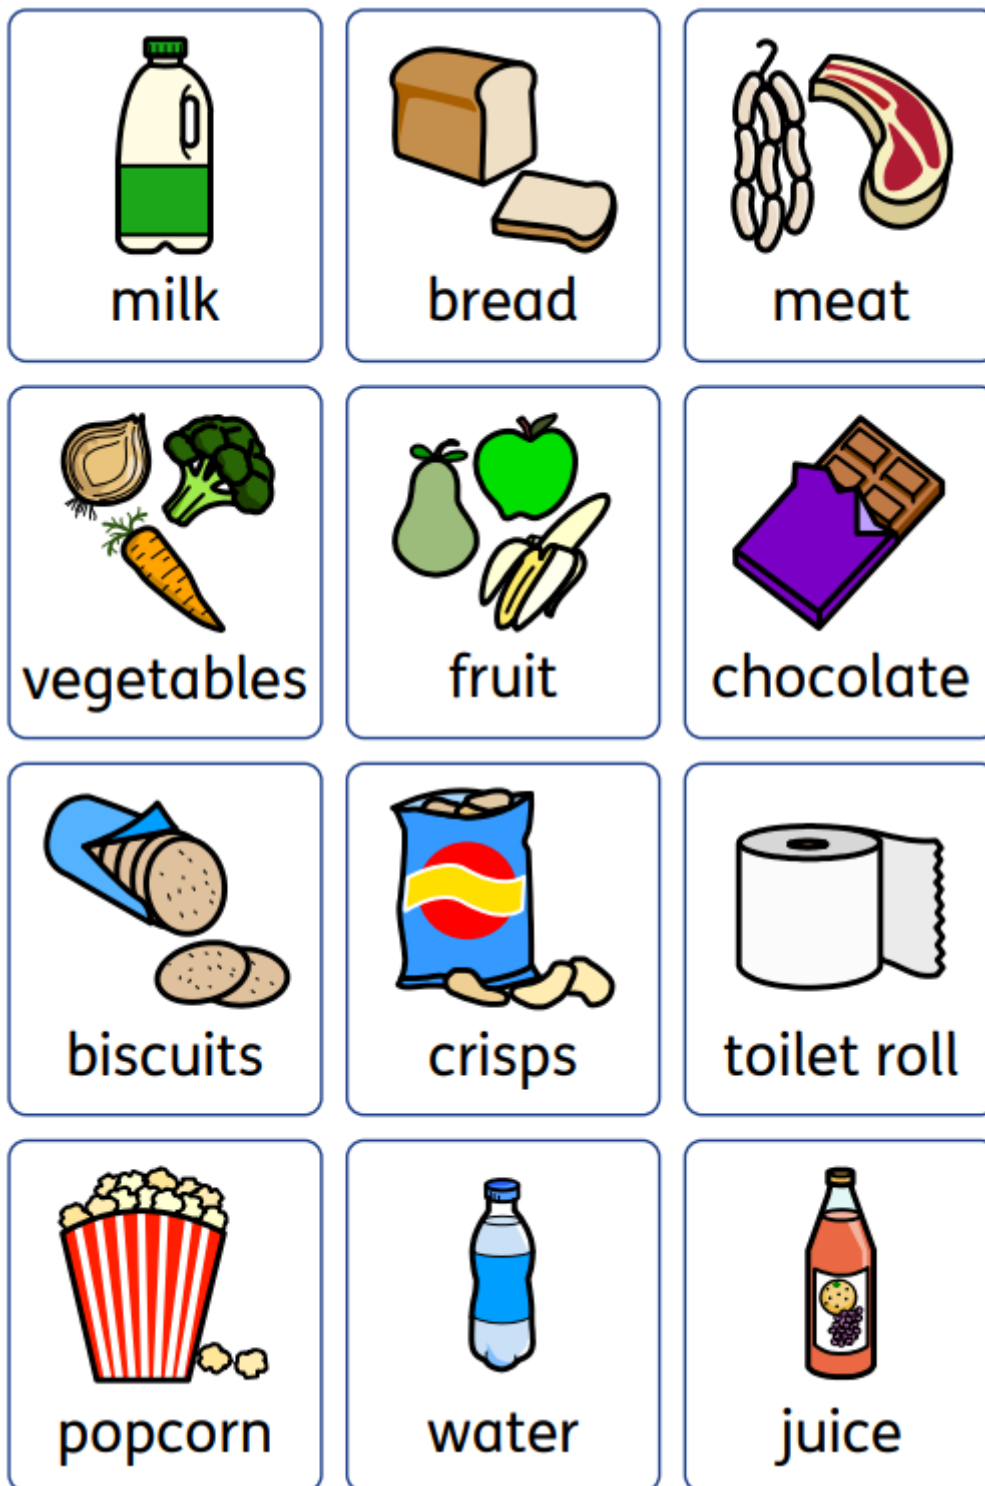 milk
bread
meat
vegetables
fruit
chocolate
biscuits
crisps
toilet roll
popcorn
water
juice